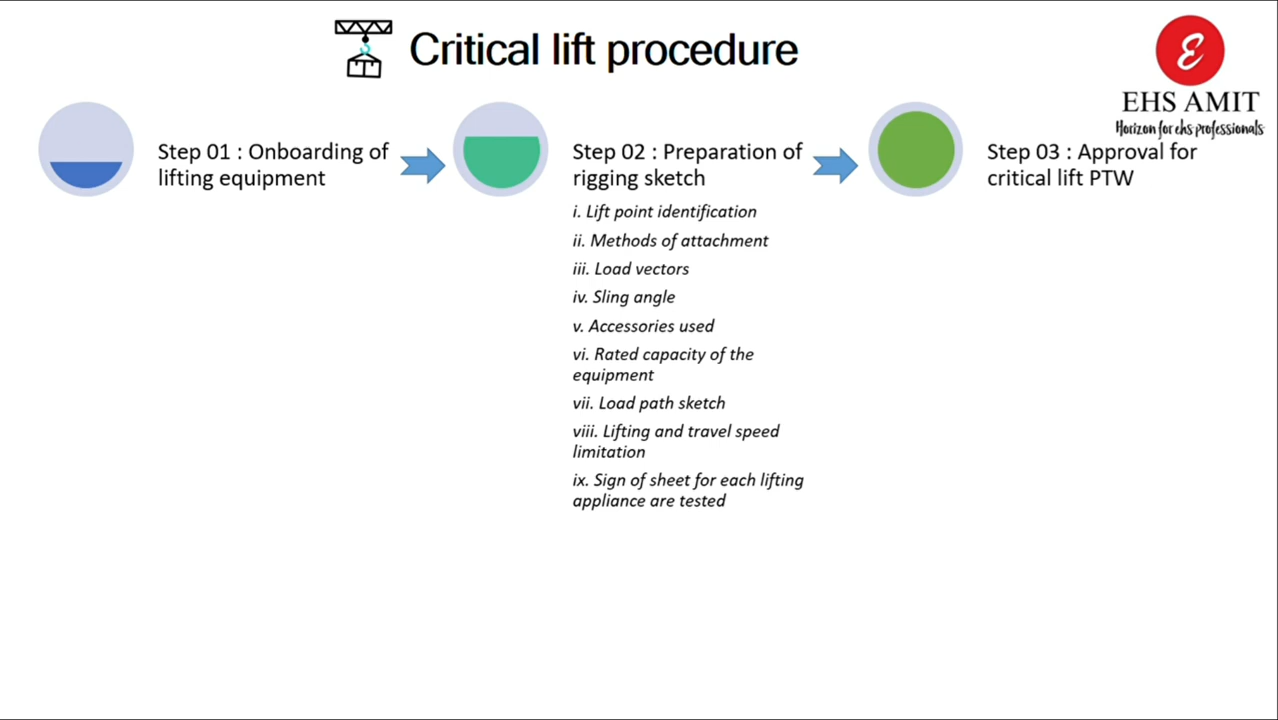 Critical lift procedure
E
EHS AMIT
Horizon for ehs professionals
Step 01 : Onboarding of
lifting equipment
Step 02 : Preparation of
rigging sketch
i. Lift point identification
ii. Methods of attachment
iii. Load vectors
iv. Sling angle
v. Accessories used
vi. Rated capacity of the
equipment
vii. Load path sketch
viii. Lifting and travel speed
limitation
ix. Sign of sheet for each lifting
appliance are tested
Step 03 : Approval for
critical lift PTW